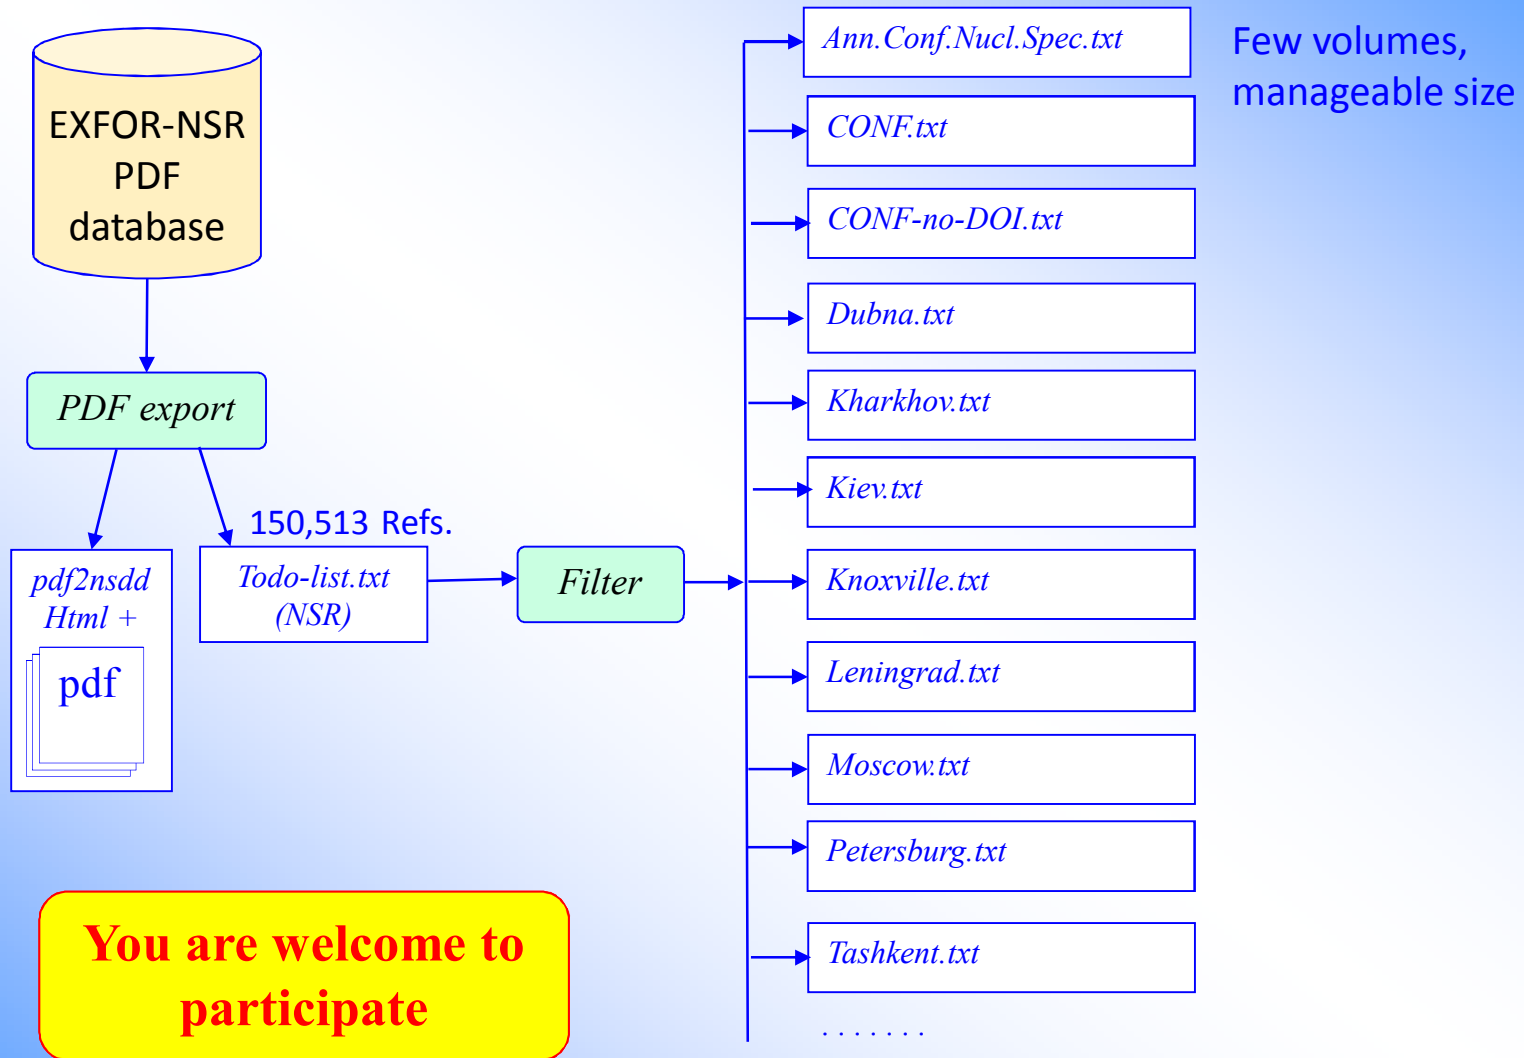 EXFOR-NSR
PDF
database
PDF export
pdf2nsdd
Html +
pdf
150,513 Refs.
Todo-list.txt
(NSR)
Filter
Ann.Conf.Nucl.Spec.txt
CONF.txt
CONF-no-DOI.txt
Dubna.txt
Kharkhov.txt
Kiev.txt
Knoxville.txt
Leningrad.txt
Moscow.txt
Petersburg.txt
Tashkent.txt
. . . . . . .
Few volumes,
manageable size
You are welcome to
participate